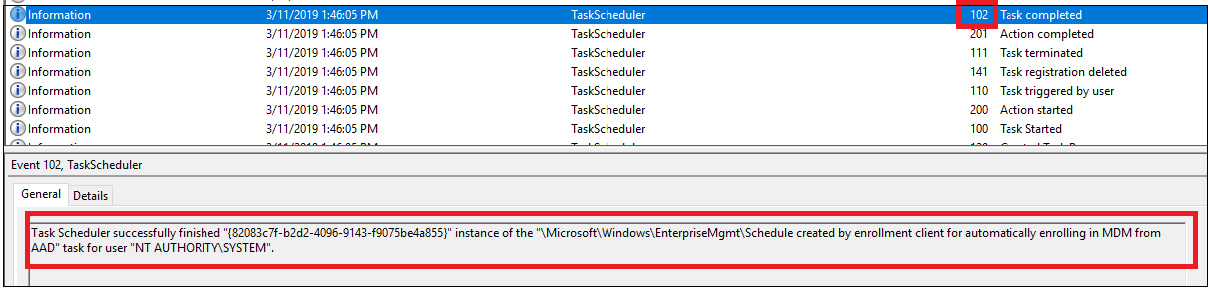 Information 3/11/2019 1:46:05 PM TaskScheduler 102 Task completed
Information 3/11/2019 1:46:05 PM TaskScheduler 201 Action completed
Information 3/11/2019 1:46:05 PM TaskScheduler 111 Task terminated
Information 3/11/2019 1:46:05 PM TaskScheduler 141 Task registration deleted
Information 3/11/2019 1:46:05 PM TaskScheduler 110 Task triggered by user
Information 3/11/2019 1:46:05 PM TaskScheduler 200 Action started
Information 3/11/2019 1:46:05 PM TaskScheduler 100 Task Started
Event 102, TaskScheduler
General Details
Task Scheduler successfully finished "{82083c7f-b2d2-4096-9143-f9075be4a855}" instance of the "\Microsoft\Windows\EnterpriseMgmt\Schedule created by enrollment client for automatically enrolling in MDM from
AAD" task for user "NT AUTHORITY\SYSTEM".